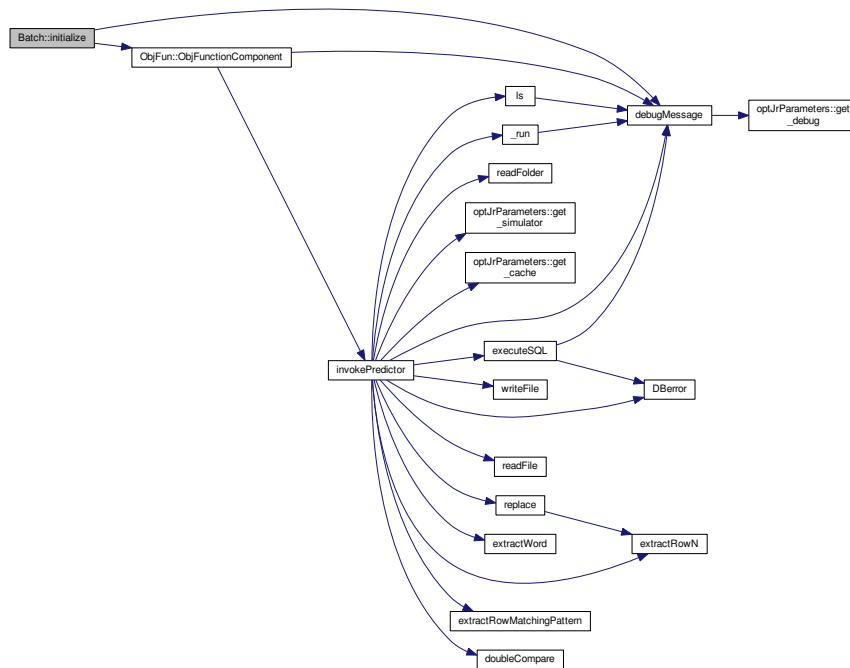 Batch::initialize
ObjFun::ObjFunctionComponent
ls
debugMessage
optJrParameters::get
_debug
_run
readFolder
optJrParameters::get
_simulator
optJrParameters::get
_cache
executeSQL
invokePredictor
writeFile
DBerror
readFile
replace
extractWord
extractRowN
extractRowMatchingPattern
doubleCompare